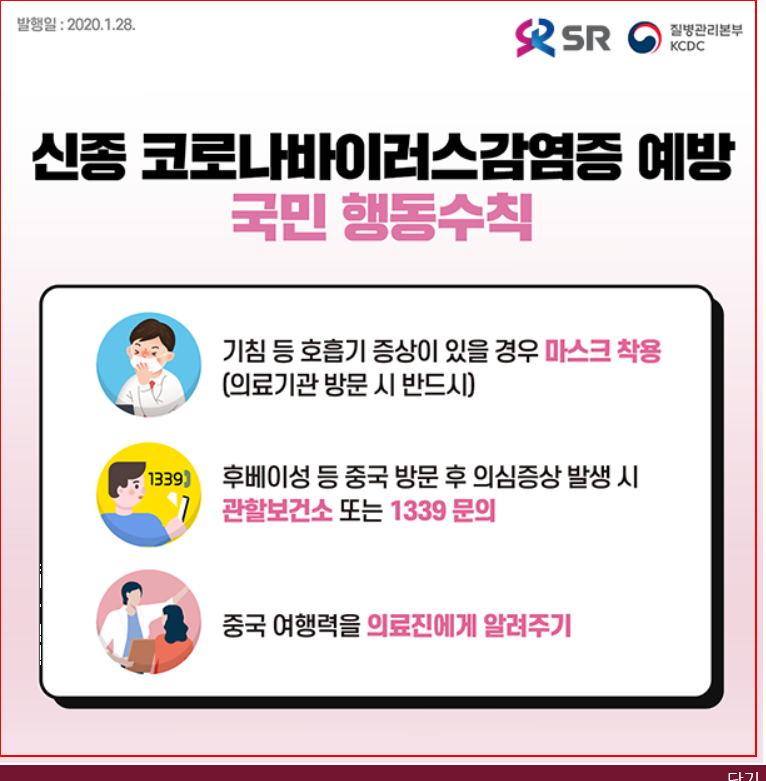 발행일 : 2020.1.28.
SR 질병관리본부
KCDC
신종 코로나바이러스감염증 예방
국민 행동수칙
기침 등 호흡기 증상이 있을 경우 마스크 착용
(의료기관 방문 시 반드시)
1339
후베이성 등 중국 방문 후 의심증상 발생 시
관할보건소 또는 1339 문의
중국 여행력을 의료진에게 알려주기